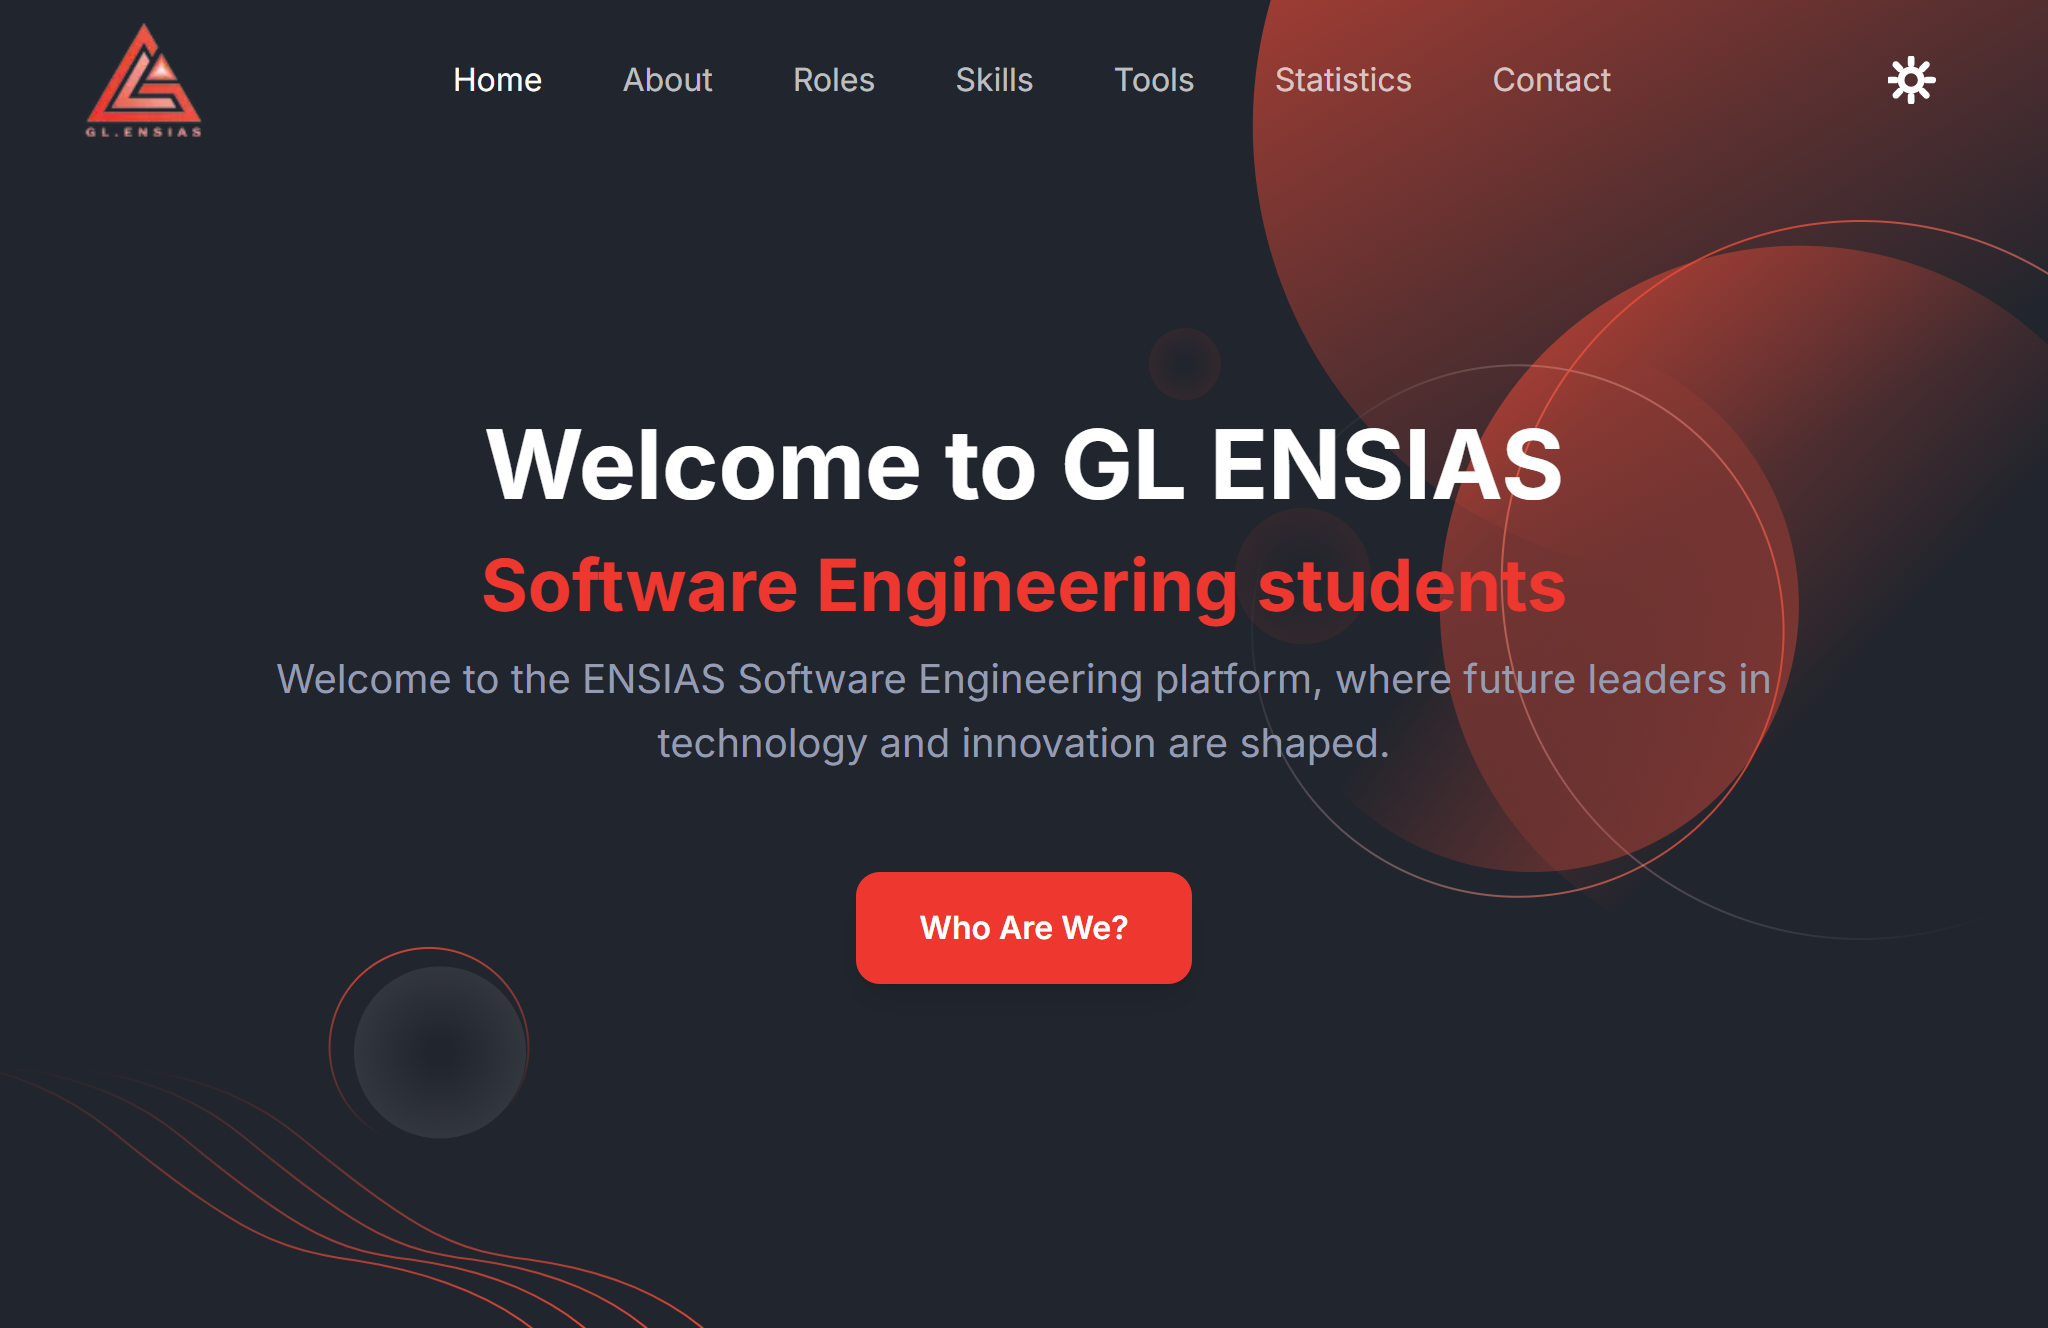 GL.ENSIAS
Home About Roles Skills Tools Statistics Contact
Welcome to GL ENSIAS
Software Engineering students
Welcome to the ENSIAS Software Engineering platform, where future leaders in
technology and innovation are shaped.
Who Are We?